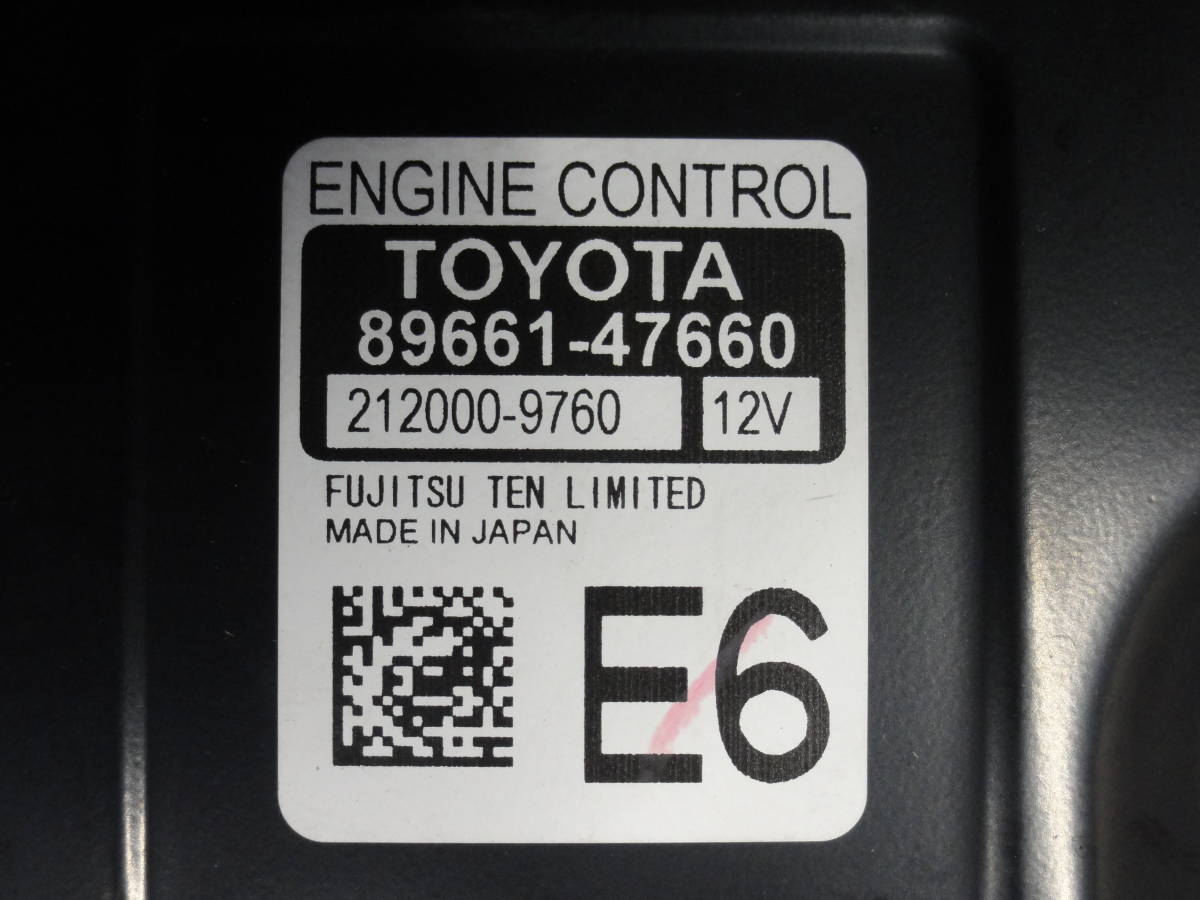 ENGINE CONTROL
TOYOTA
89661-47660
212000-9760 12V
FUJITSU TEN LIMITED
MADE IN JAPAN
E6